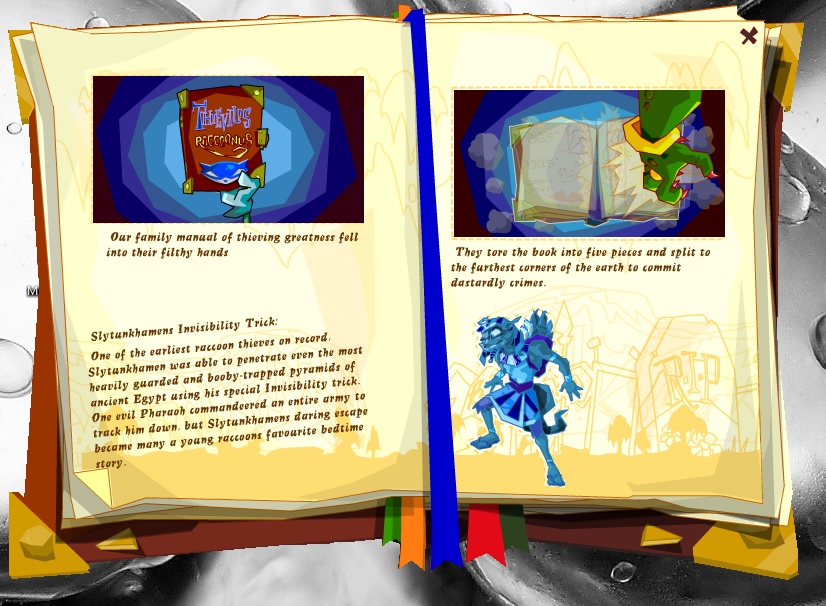 Thievius
Raccoonus
Our family manual of thieving greatness fell
into their filthy hands
Slytunkhamens Invisibility Trick:
One of the earliest raccoon thieves on record,
Slytunkhamen was able to penetrate even the most
heavily guarded and booby-trapped pyramids of
ancient Egypt using his special Invisibility trick.
One evil Pharaoh commandeered an entire army to
track him down, but Slytunkhamens daring escape
became many a young raccoons favourite bedtime
story.
They tore the book into five pieces and split to
the furthest corners of the earth to commit
dastardly crimes.
RIP